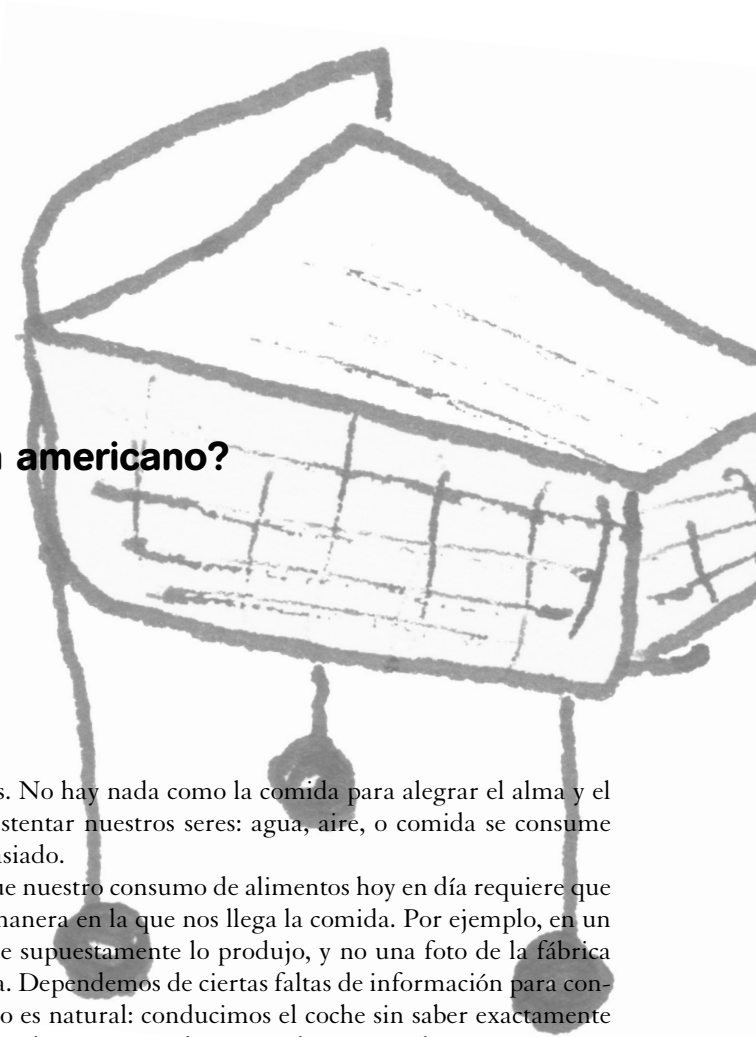 americano?
s. No hay nada como la comida para alegrar el alma y el
stentar nuestros seres: agua, aire, o comida se consume
siado.
ue nuestro consumo de alimentos hoy en día requiere que
manera en la que nos llega la comida. Por ejemplo, en un
e supuestamente lo produjo, y no una foto de la fábrica
a. Dependemos de ciertas faltas de información para con-
o es natural: conducimos el coche sin saber exactamente